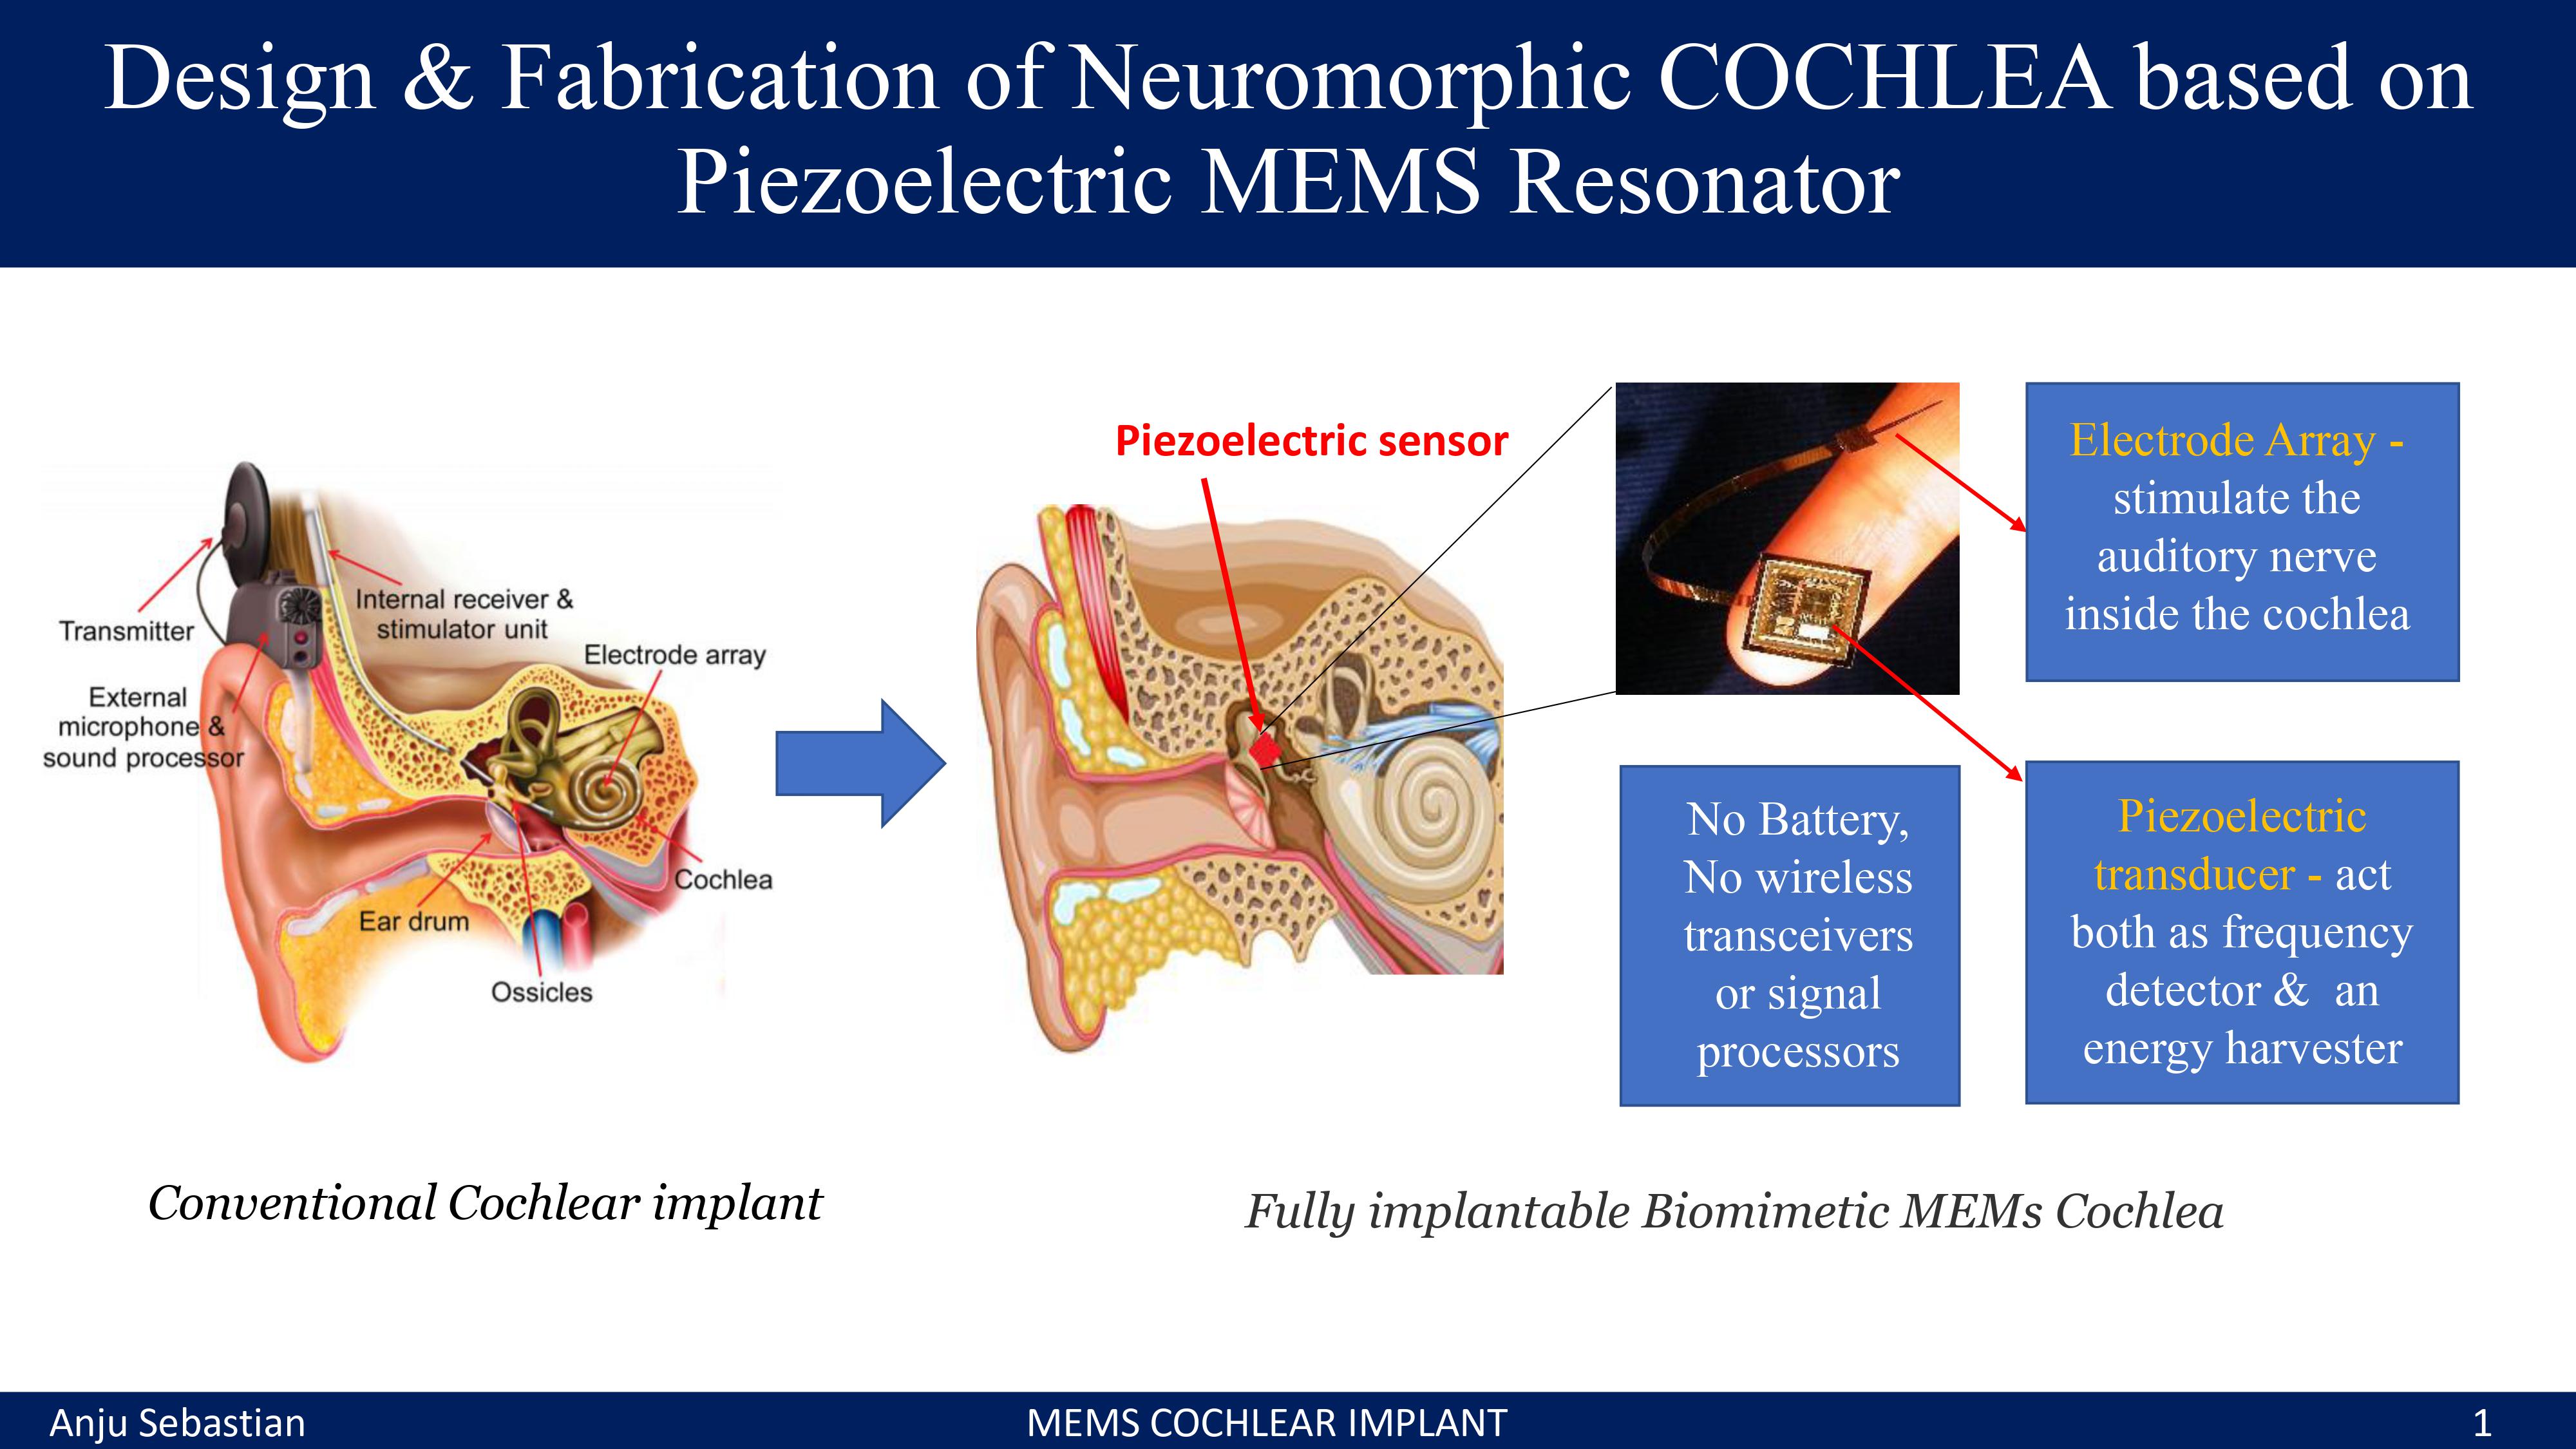 Design & Fabrication of Neuromorphic COCHLEA based on
Piezoelectric MEMS Resonator
Transmitter
External
microphone &
sound processor
Internal receiver &
stimulator unit
Electrode array
Cochlea
Ear drum
Ossicles
Conventional Cochlear implant
Piezoelectric sensor
Electrode Array -
stimulate the
auditory nerve
inside the cochlea
No Battery,
No wireless
transceivers
or signal
processors
Piezoelectric
transducer - act
both as frequency
detector &  an
energy harvester
Fully implantable Biomimetic MEMs Cochlea
Anju Sebastian
MEMS COCHLEAR IMPLANT
1